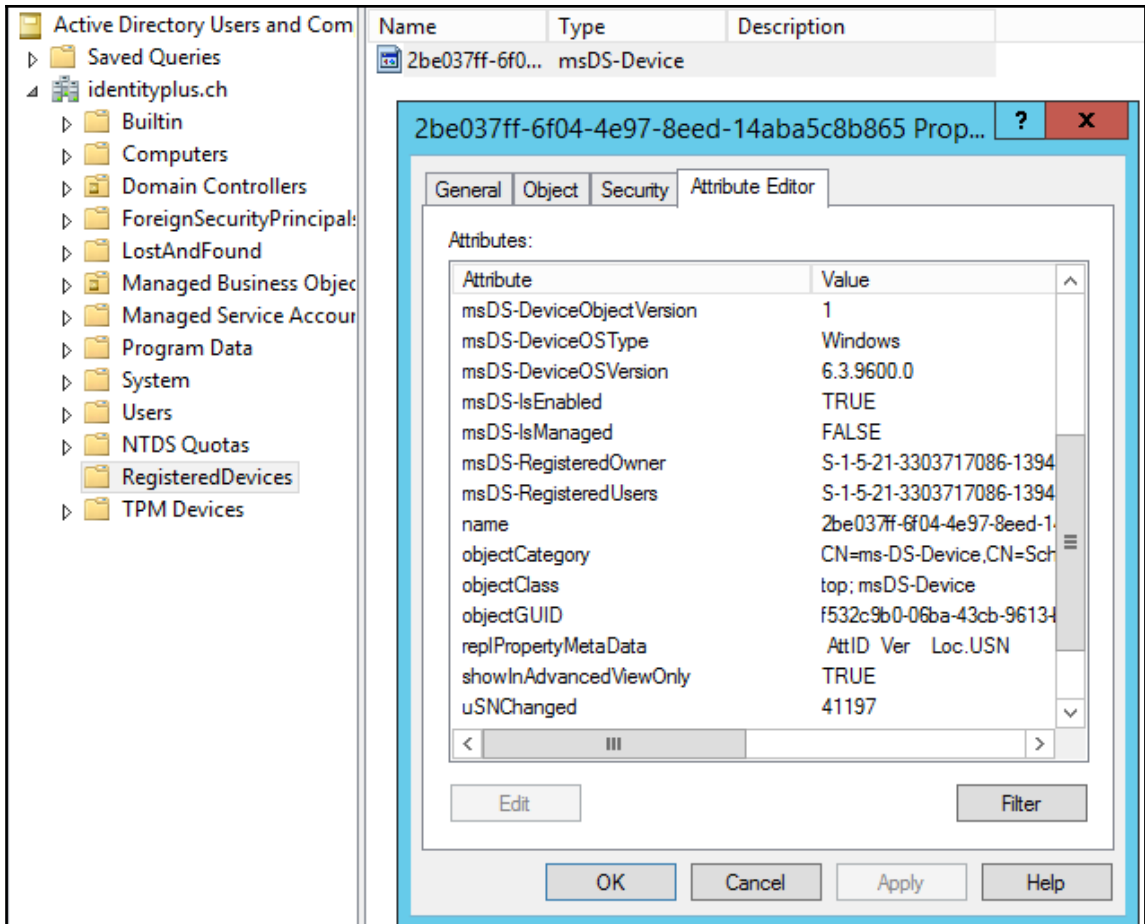 Active Directory Users and Com
Saved Queries
identityplus.ch
Builtin
Computers
Domain Controllers
ForeignSecurityPrincipals
LostAndFound
Managed Business Objec
Managed Service Accour
Program Data
System
Users
NTDS Quotas
RegisteredDevices
TPM Devices
Name Type Description
2be037ff-6f0... msDS-Device
2be037ff-6f04-4e97-8eed-14aba5c8b865 Prop... ? x
General Object Security Attribute Editor
Attributes:
Attribute Value
msDS-DeviceObjectVersion 1
msDS-DeviceOSType Windows
msDS-DeviceOSVersion 6.3.9600.0
msDS-IsEnabled TRUE
msDS-IsManaged FALSE
msDS-RegisteredOwner S-1-5-21-3303717086-1394
msDS-RegisteredUsers S-1-5-21-3303717086-1394
name 2be037ff-6f04-4e97-8eed-1
objectCategory CN=ms-DS-Device,CN=Sch
objectClass top; msDS-Device
objectGUID f532c9b0-06ba-43cb-9613-
replPropertyMetaData AttID Ver Loc.USN
showInAdvancedViewOnly TRUE
uSNChanged 41197
Edit Filter
OK Cancel Apply Help